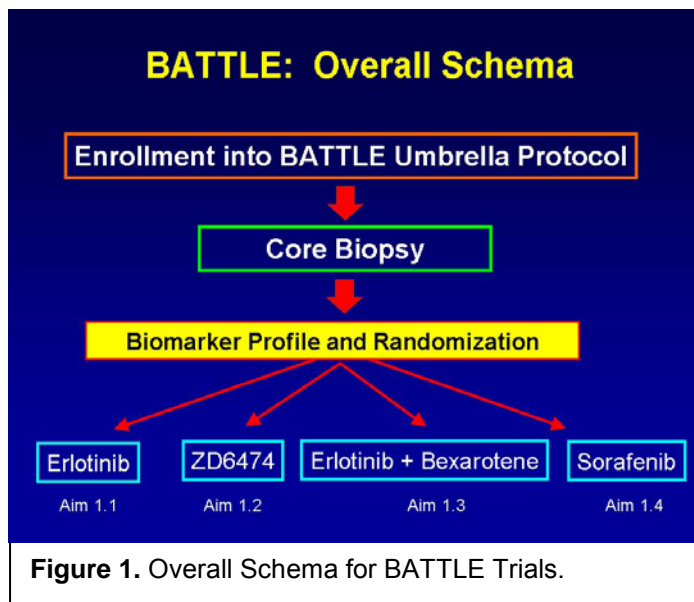 BATTLE: Overall Schema
Enrollment into BATTLE Umbrella Protocol
Core Biopsy
Biomarker Profile and Randomization
Erlotinib
ZD6474
Erlotinib + Bexarotene
Sorafenib
Aim 1.1
Aim 1.2
Aim 1.3
Aim 1.4
Figure 1. Overall Schema for BATTLE Trials.